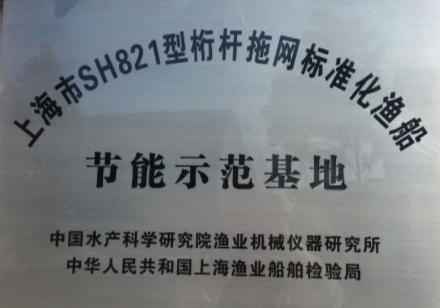 上海市SH821型桁杆拖网标准化渔船
节能示范基地
中国水产科学研究院渔业机械仪器研究所
中华人民共和国上海渔业船舶检验局